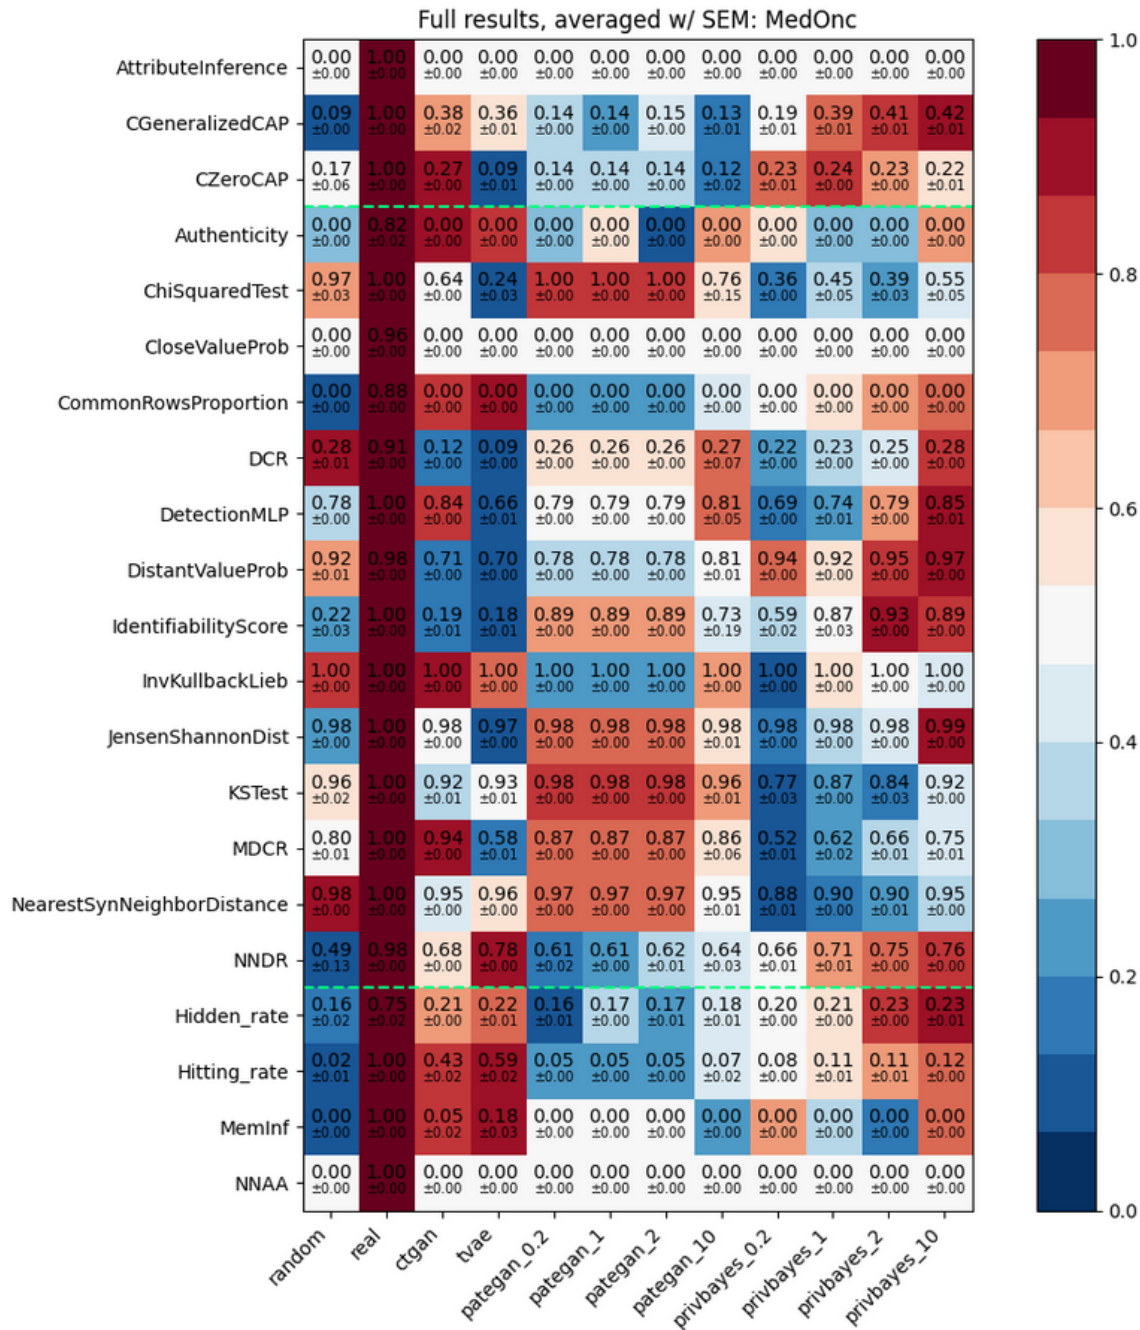 Full results, averaged w/ SEM: MedOnc
AttributeInference 0.00 1.00 0.00 0.00 0.00 0.00 0.00 0.00 0.00 0.00 0.00 0.00
±0.00 ±0.00 ±0.00 ±0.00 ±0.00 ±0.00 ±0.00 ±0.00 ±0.00 ±0.00 ±0.00 ±0.00
CGeneralizedCAP 0.09 1.00 0.38 0.36 0.14 0.14 0.15 0.13 0.19 0.39 0.41 0.42
±0.00 ±0.00 ±0.02 ±0.01 ±0.00 ±0.00 ±0.00 ±0.01 ±0.01 ±0.01 ±0.01 ±0.01
CZeroCAP 0.17 1.00 0.27 0.09 0.14 0.14 0.14 0.12 0.23 0.24 0.23 0.22
±0.06 ±0.00 ±0.00 ±0.01 ±0.00 ±0.00 ±0.00 ±0.02 ±0.01 ±0.00 ±0.00 ±0.01
Authenticity 0.00 0.82 0.00 0.00 0.00 0.00 0.00 0.00 0.00 0.00 0.00 0.00
±0.00 ±0.02 ±0.00 ±0.00 ±0.00 ±0.00 ±0.00 ±0.00 ±0.00 ±0.00 ±0.00 ±0.00
ChiSquaredTest 0.97 1.00 0.64 0.24 1.00 1.00 1.00 0.76 0.36 0.45 0.39 0.55
±0.03 ±0.00 ±0.00 ±0.03 ±0.00 ±0.00 ±0.00 ±0.15 ±0.00 ±0.05 ±0.03 ±0.05
CloseValueProb 0.00 0.96 0.00 0.00 0.00 0.00 0.00 0.00 0.00 0.00 0.00 0.00
±0.00 ±0.00 ±0.00 ±0.00 ±0.00 ±0.00 ±0.00 ±0.00 ±0.00 ±0.00 ±0.00 ±0.00
CommonRowsProportion 0.00 0.88 0.00 0.00 0.00 0.00 0.00 0.00 0.00 0.00 0.00 0.00
±0.00 ±0.00 ±0.00 ±0.00 ±0.00 ±0.00 ±0.00 ±0.00 ±0.00 ±0.00 ±0.00 ±0.00
DCR 0.28 0.91 0.12 0.09 0.26 0.26 0.26 0.27 0.22 0.23 0.25 0.28
±0.01 ±0.00 ±0.00 ±0.00 ±0.00 ±0.00 ±0.00 ±0.07 ±0.00 ±0.00 ±0.00 ±0.00
DetectionMLP 0.78 1.00 0.84 0.66 0.79 0.79 0.79 0.81 0.69 0.74 0.79 0.85
±0.00 ±0.00 ±0.00 ±0.01 ±0.00 ±0.00 ±0.00 ±0.05 ±0.00 ±0.01 ±0.00 ±0.01
DistantValueProb 0.92 0.98 0.71 0.70 0.78 0.78 0.78 0.81 0.94 0.92 0.95 0.97
±0.01 ±0.00 ±0.00 ±0.00 ±0.00 ±0.00 ±0.00 ±0.01 ±0.00 ±0.00 ±0.00 ±0.00
IdentifiabilityScore 0.22 1.00 0.19 0.18 0.89 0.89 0.89 0.73 0.59 0.87 0.93 0.89
±0.03 ±0.00 ±0.01 ±0.01 ±0.00 ±0.00 ±0.00 ±0.19 ±0.02 ±0.03 ±0.00 ±0.00
InvKullbackLieb 1.00 1.00 1.00 1.00 1.00 1.00 1.00 1.00 1.00 1.00 1.00 1.00
±0.00 ±0.00 ±0.00 ±0.00 ±0.00 ±0.00 ±0.00 ±0.00 ±0.00 ±0.00 ±0.00 ±0.00
JensenShannonDist 0.98 1.00 0.98 0.97 0.98 0.98 0.98 0.98 0.98 0.98 0.98 0.99
±0.00 ±0.00 ±0.00 ±0.00 ±0.00 ±0.00 ±0.00 ±0.01 ±0.00 ±0.00 ±0.00 ±0.00
KSTest 0.96 1.00 0.92 0.93 0.98 0.98 0.98 0.96 0.77 0.87 0.84 0.92
±0.02 ±0.00 ±0.01 ±0.01 ±0.00 ±0.00 ±0.00 ±0.01 ±0.03 ±0.00 ±0.03 ±0.00
MDCR 0.80 1.00 0.94 0.58 0.87 0.87 0.87 0.86 0.52 0.62 0.66 0.75
±0.01 ±0.00 ±0.00 ±0.01 ±0.00 ±0.00 ±0.00 ±0.06 ±0.01 ±0.02 ±0.01 ±0.01
NearestSynNeighborDistance 0.98 1.00 0.95 0.96 0.97 0.97 0.97 0.95 0.88 0.90 0.90 0.95
±0.00 ±0.00 ±0.00 ±0.00 ±0.00 ±0.00 ±0.00 ±0.01 ±0.01 ±0.00 ±0.01 ±0.00
NNDR 0.49 0.98 0.68 0.78 0.61 0.61 0.62 0.64 0.66 0.71 0.75 0.76
±0.13 ±0.00 ±0.00 ±0.00 ±0.02 ±0.00 ±0.01 ±0.03 ±0.01 ±0.01 ±0.00 ±0.00
Hidden_rate 0.16 0.75 0.21 0.22 0.16 0.17 0.17 0.18 0.20 0.21 0.23 0.23
±0.02 ±0.02 ±0.00 ±0.01 ±0.01 ±0.00 ±0.01 ±0.01 ±0.00 ±0.00 ±0.00 ±0.01
Hitting_rate 0.02 1.00 0.43 0.59 0.05 0.05 0.05 0.07 0.08 0.11 0.11 0.12
±0.01 ±0.00 ±0.02 ±0.02 ±0.00 ±0.00 ±0.00 ±0.02 ±0.00 ±0.01 ±0.01 ±0.00
MemInf 0.00 1.00 0.05 0.18 0.00 0.00 0.00 0.00 0.00 0.00 0.00 0.00
±0.00 ±0.00 ±0.02 ±0.03 ±0.00 ±0.00 ±0.00 ±0.00 ±0.00 ±0.00 ±0.00 ±0.00
NNAA 0.00 1.00 0.00 0.00 0.00 0.00 0.00 0.00 0.00 0.00 0.00 0.00
±0.00 ±0.00 ±0.00 ±0.00 ±0.00 ±0.00 ±0.00 ±0.00 ±0.00 ±0.00 ±0.00 ±0.00
random real ctgan tvae pategan_0.2 pategan_1 pategan_2 pategan_10 privbayes_0.2 privbayes_1 privbayes_2 privbayes_10
1.0
0.8
0.6
0.4
0.2
0.0